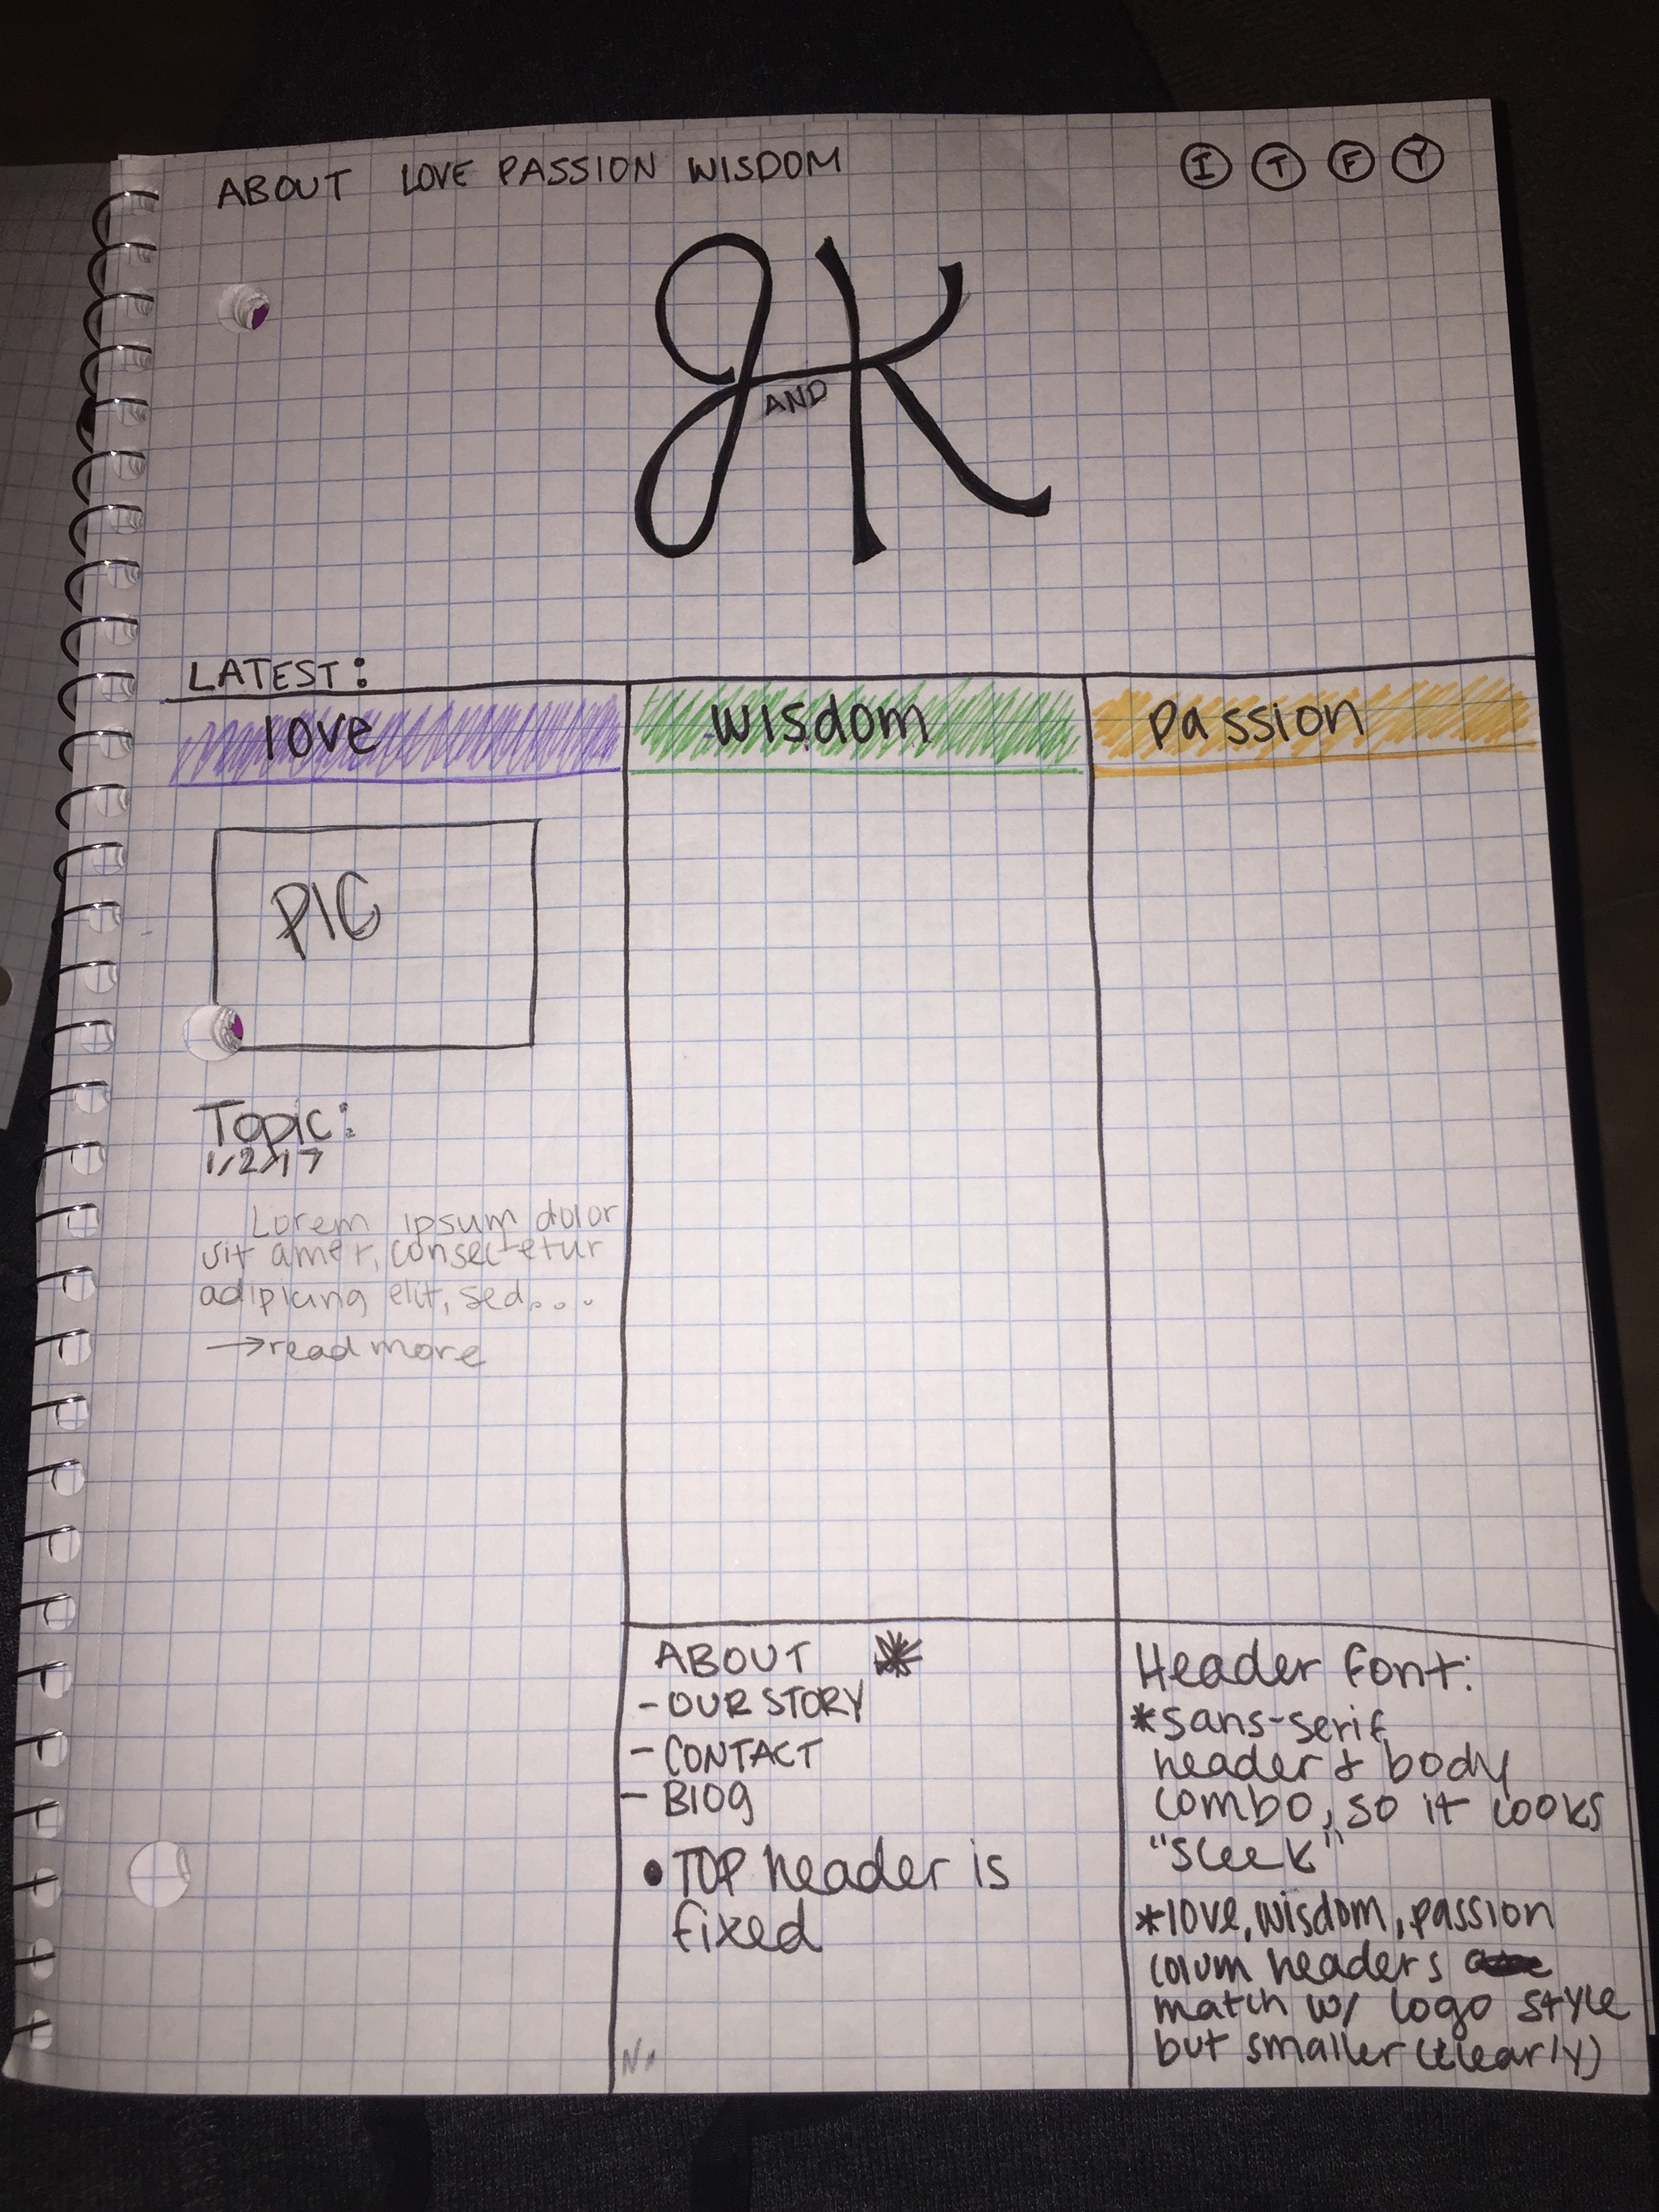 ABOUT LOVE PASSION WISDOM
I T F Y
J AND K
LATEST:
love
wisdom
passion
PIC
Topic:
1/2/17
Lorem ipsum dolor
sit amet, consectetur
adipicing elit, sed....
→read more
ABOUT *
- OUR STORY
- CONTACT
- Blog
• TOP header is
fixed
Header font:
*sans-serif
header & body
combo, so it looks
"sleek"
*love, wisdom, passion
colum headers
match w/ logo style
but smaller (clearly)